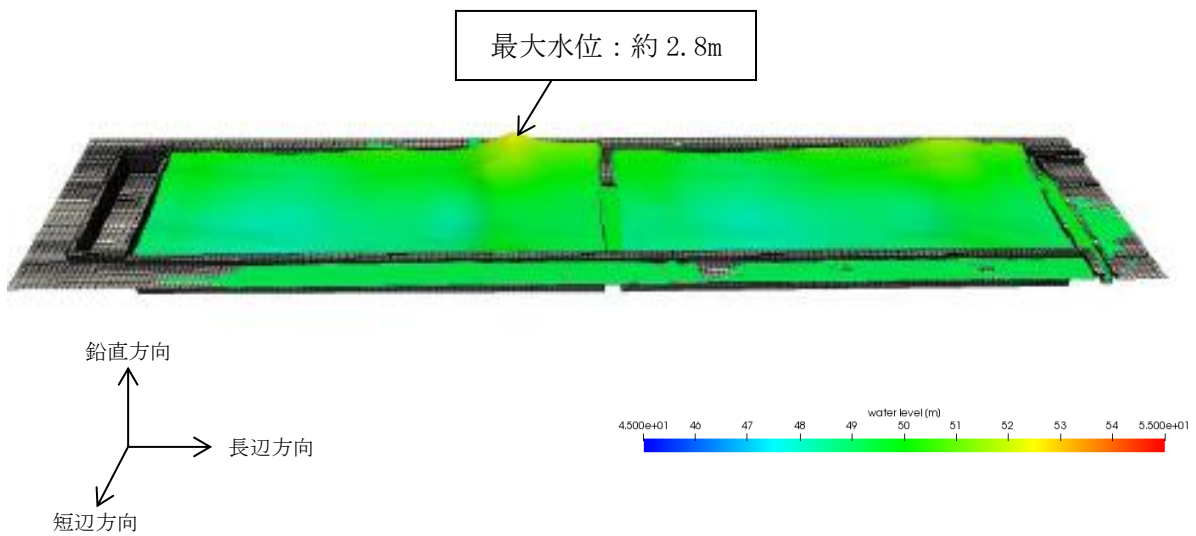 最大水位：約 2.8m
鉛直方向
長辺方向
短辺方向
water level (m)
4.500e+01 46 47 48 49 50 51 52 53 54 5.500e+01